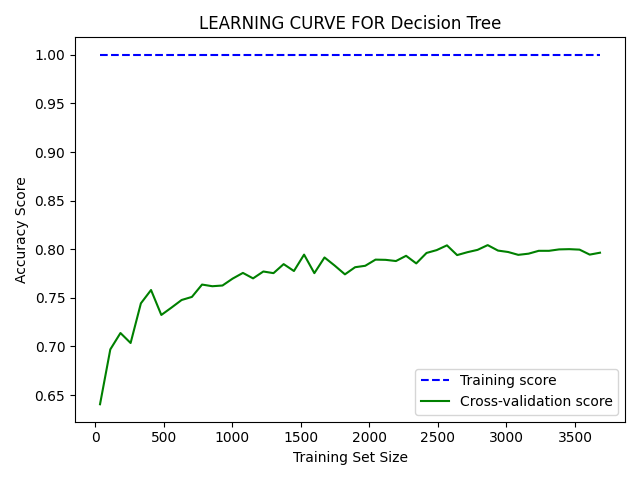 LEARNING CURVE FOR Decision Tree
1.00
0.95
0.90
0.85
0.80
0.75
0.70
0.65
Accuracy Score
Training score
Cross-validation score
0 500 1000 1500 2000 2500 3000 3500
Training Set Size